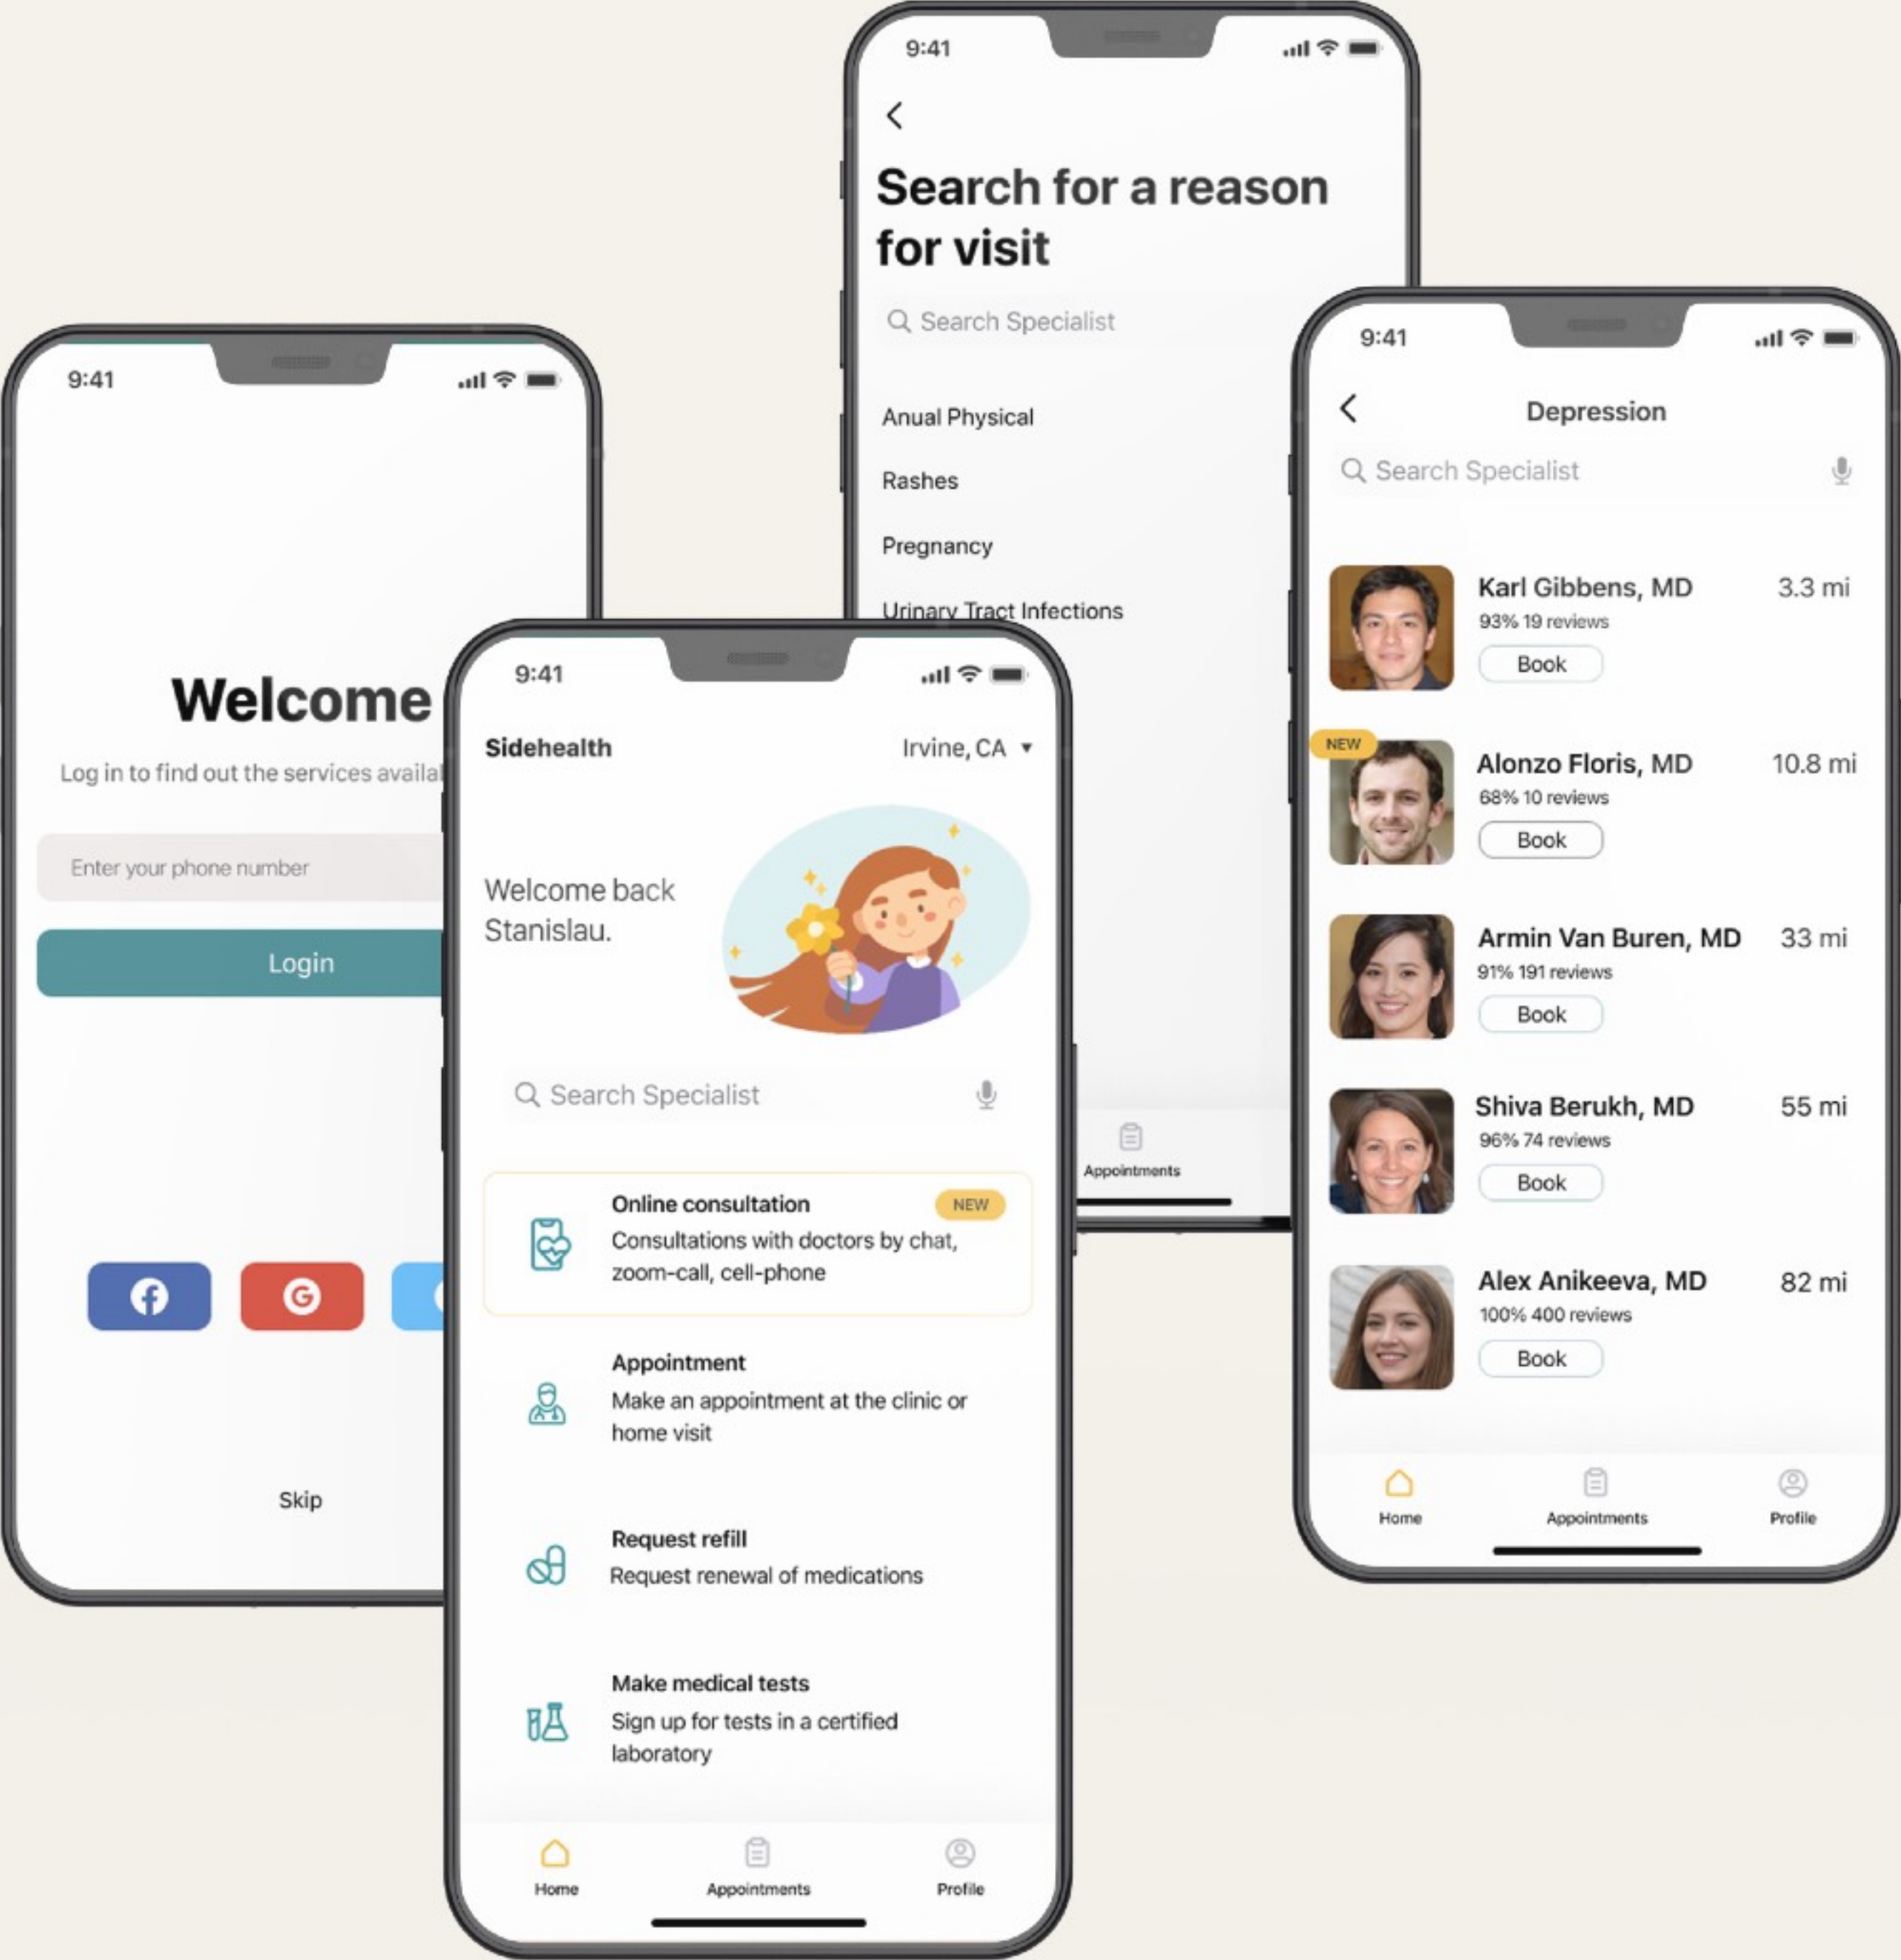 9:41
Welcome
Log in to find out the services
Enter your phone number
Login
Skip
9:41
Sidehealth
Irvine, CA
Welcome back
Stanislau.
Search Specialist
Online consultation
NEW
Consultations with doctors by chat,
zoom-call, cell-phone
Appointment
Make an appointment at the clinic or
home visit
Request refill
Request renewal of medications
Make medical tests
Sign up for tests in a certified
laboratory
Home
Appointments
Profile
9:41
Search for a reason
for visit
Search Specialist
Anual Physical
Rashes
Pregnancy
Urinary Tract Infections
Appointments
9:41
Depression
Search Specialist
Karl Gibbens, MD
3.3 mi
93% 19 reviews
Book
NEW
Alonzo Floris, MD
10.8 mi
68% 10 reviews
Book
Armin Van Buren, MD
33 mi
91% 191 reviews
Book
Shiva Berukh, MD
55 mi
96% 74 reviews
Book
Alex Anikeeva, MD
82 mi
100% 400 reviews
Book
Home
Appointments
Profile